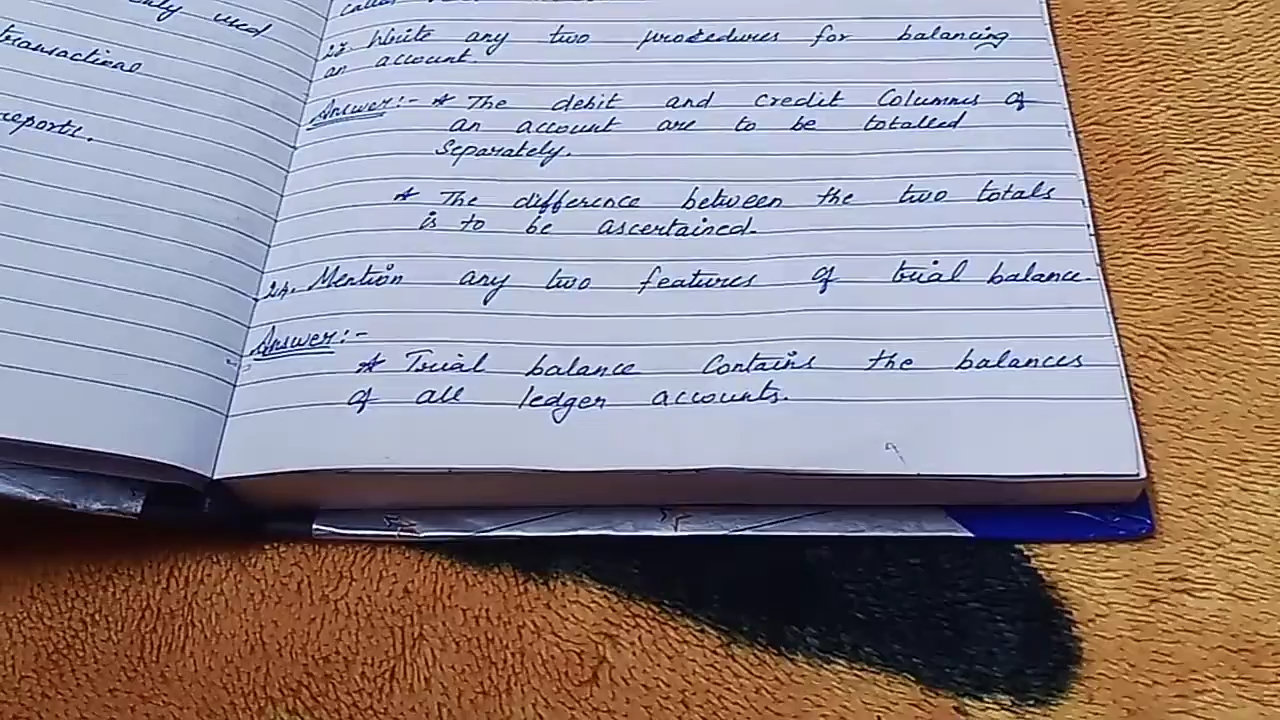 used
transactional
reports.
Write any two procedures for balancing
an account.
Answer:- * The debit and credit Columns of
an account are to be totalled
Separately.
* The difference between the two totals
is to be ascertained.
24. Mention any two features of trial balance
Answer:-
* Trial balance Contains the balances
of all ledger accounts.